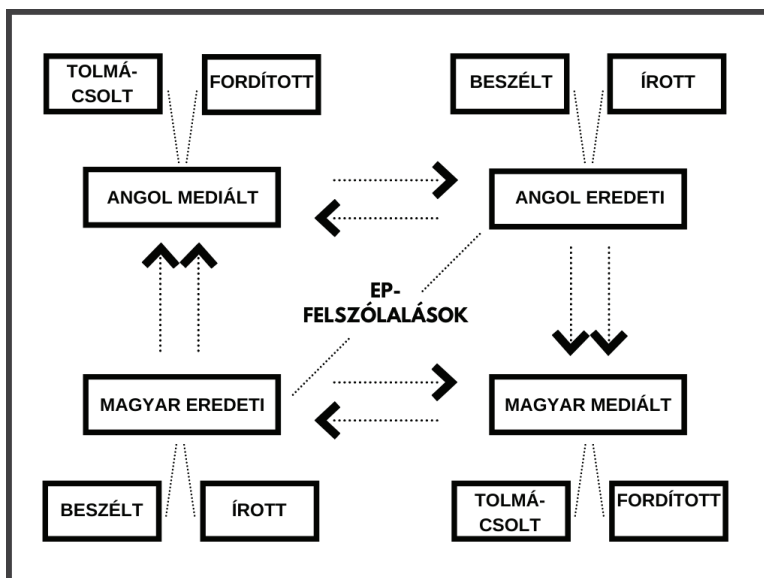 TOLMÁ-
CSOLT
FORDÍTOTT
BESZÉLT
ÍROTT
ANGOL MEDIÁLT
ANGOL EREDETI
EP-
FELSZÓLALÁSOK
MAGYAR EREDETI
MAGYAR MEDIÁLT
BESZÉLT
ÍROTT
TOLMÁ-
CSOLT
FORDÍTOTT